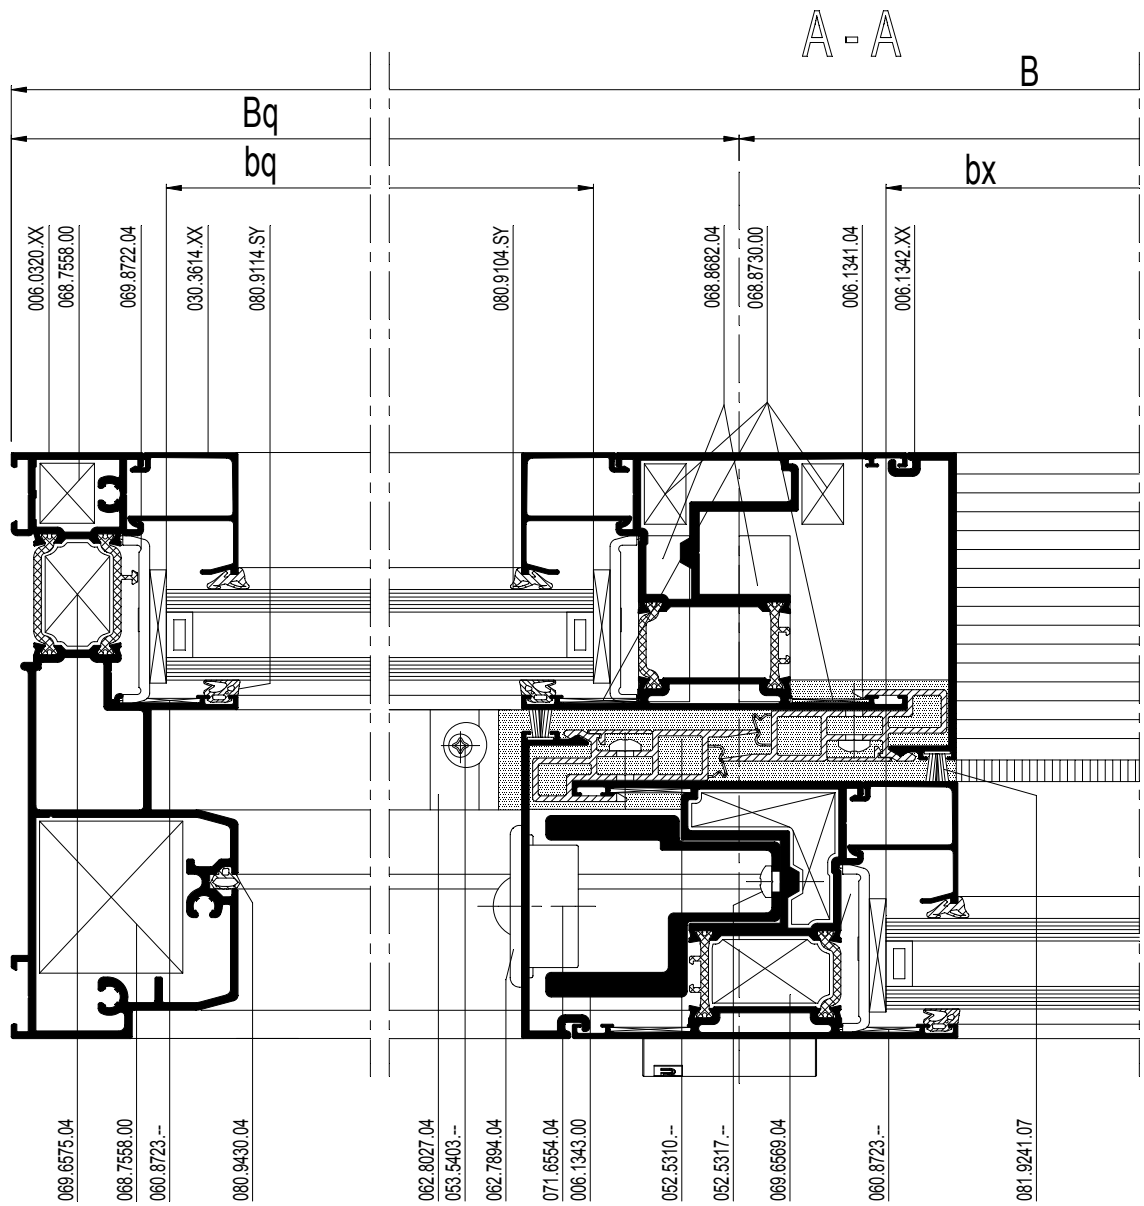 A - A
B
Bq
bq
bx
006.0320.XX
068.7558.00
069.8722.04
030.3614.XX
080.9114.SY
080.9104.SY
068.8682.04
068.8730.00
006.1341.04
006.1342.XX
069.6575.04
068.7558.00
060.8723.--
080.9430.04
062.8027.04
053.5403.--
062.7894.04
071.6554.04
006.1343.00
052.5310.--
052.5317.--
069.6569.04
060.8723.--
081.9241.07